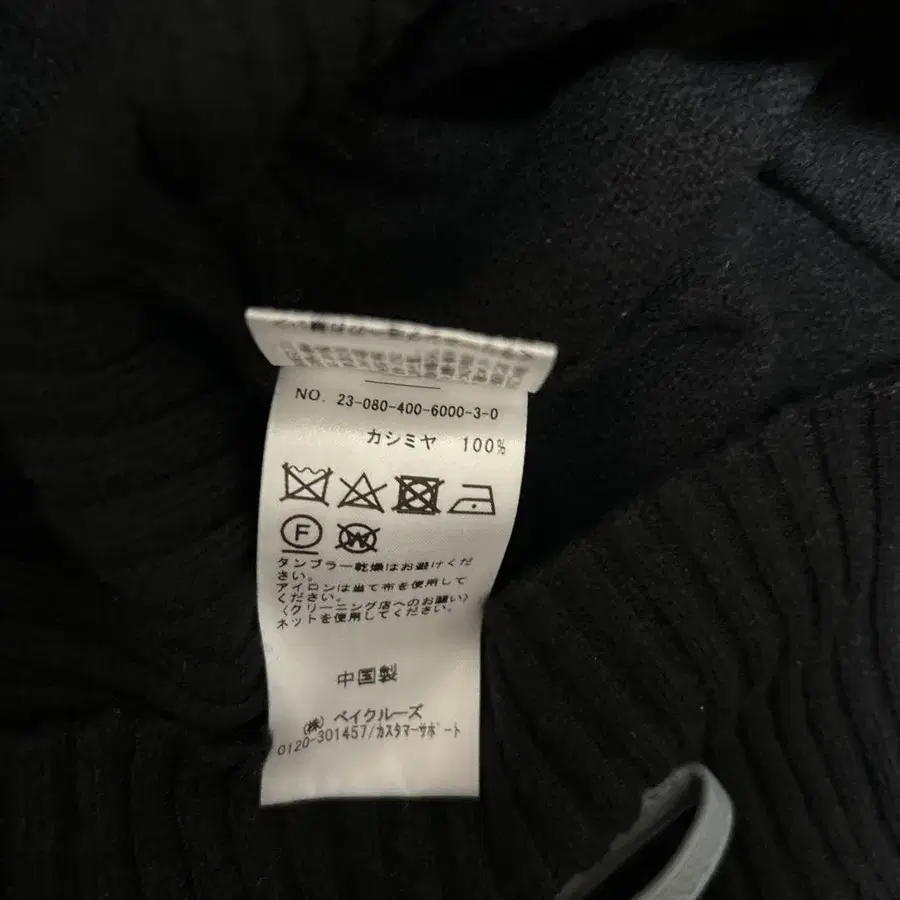 NO. 23-080-400-6000-3-0
カシミヤ 100%
F
W
タンブラー乾燥はお避けくだ
さい。
アイロンは当て布を使用して
ください。
〈クリーニング店へのお願い〉
ネットを使用してください。
中国製
(株) ベイクルーズ
0120-301457/カスタマーサポート